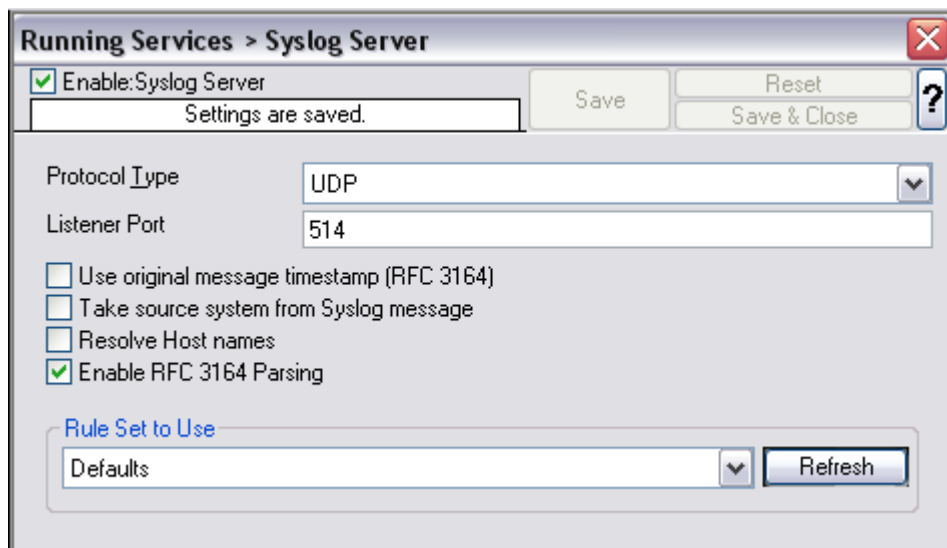 Running Services > Syslog Server
Enable:Syslog Server
Settings are saved.
Save
Reset
Save & Close
?
Protocol Type
UDP
Listener Port
514
Use original message timestamp (RFC 3164)
Take source system from Syslog message
Resolve Host names
Enable RFC 3164 Parsing
Rule Set to Use
Defaults
Refresh